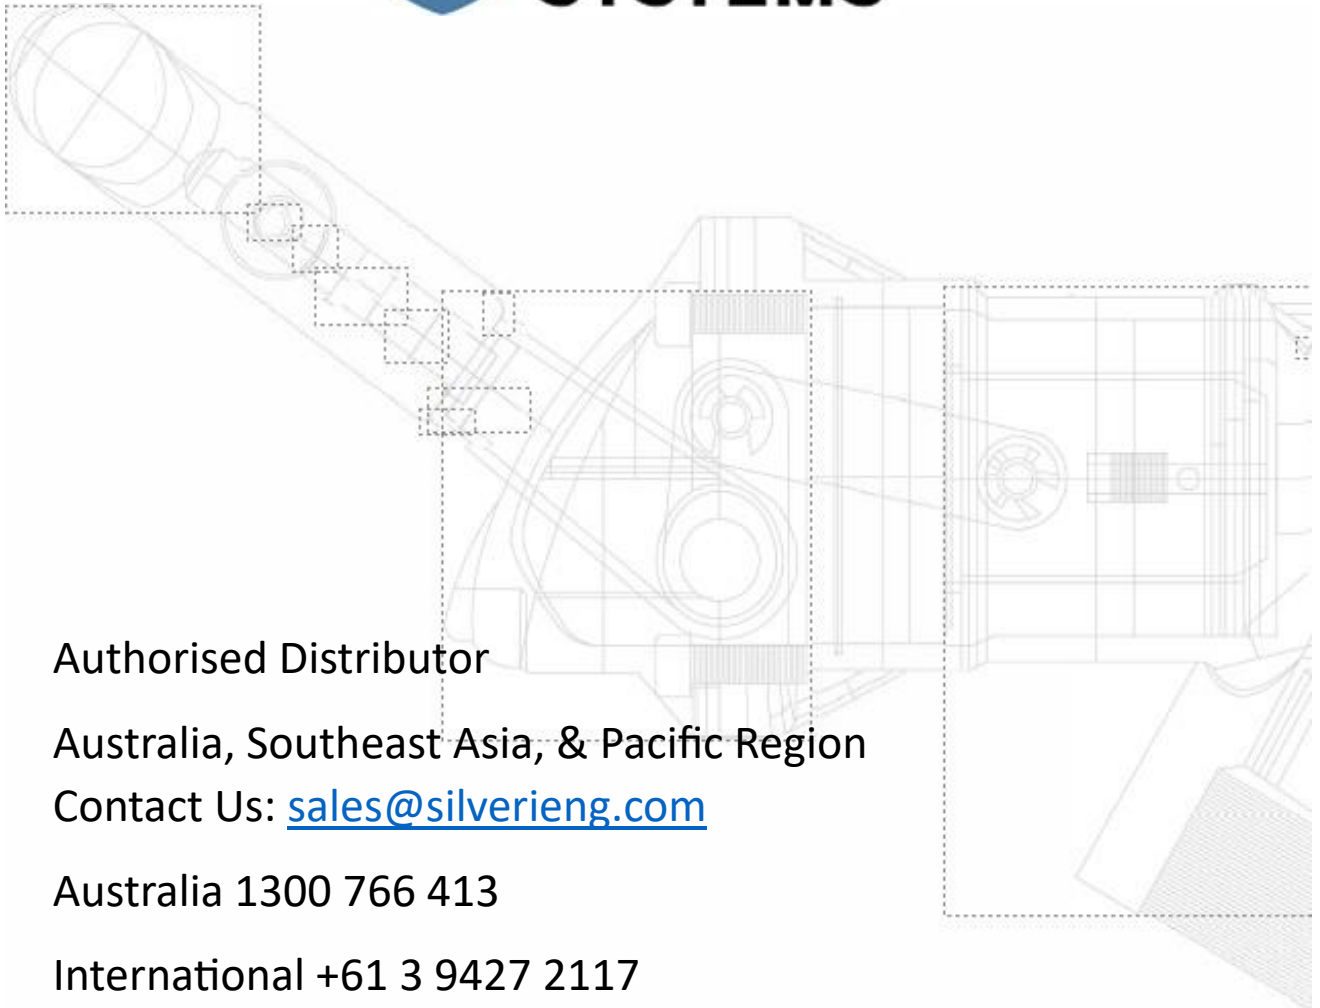 SYSTEMS
Authorised Distributor
Australia, Southeast Asia, & Pacific Region
Contact Us: sales@silverieng.com
Australia 1300 766 413
International +61 3 9427 2117